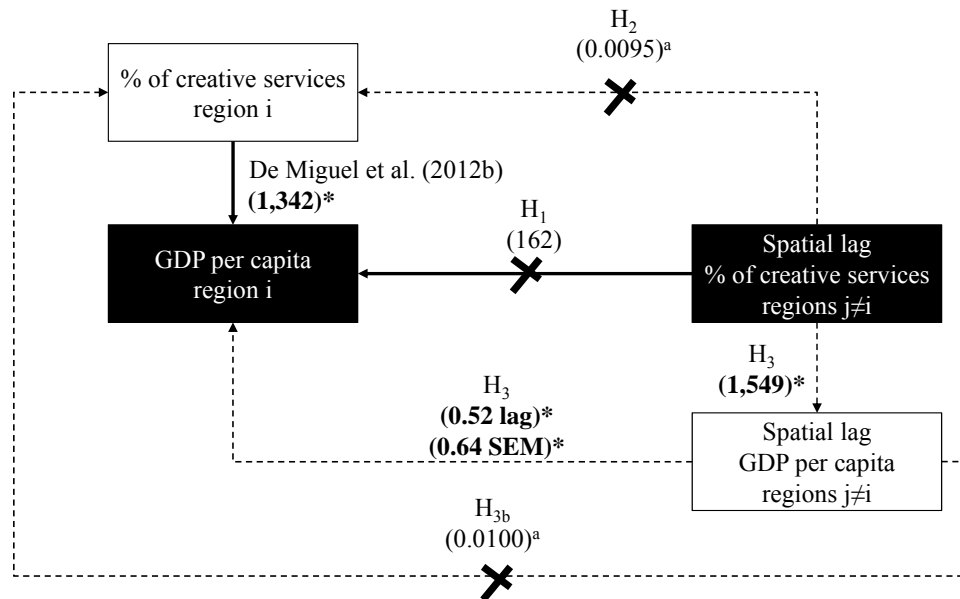 H₂
(0.0095)ᵃ
% of creative services
region i
De Miguel et al. (2012b)
(1,342)*
H₁
(162)
GDP per capita
region i
Spatial lag
% of creative services
regions j≠i
H₃
(1,549)*
H₃
(0.52 lag)*
(0.64 SEM)*
Spatial lag
GDP per capita
regions j≠i
H₃b
(0.0100)ᵃ